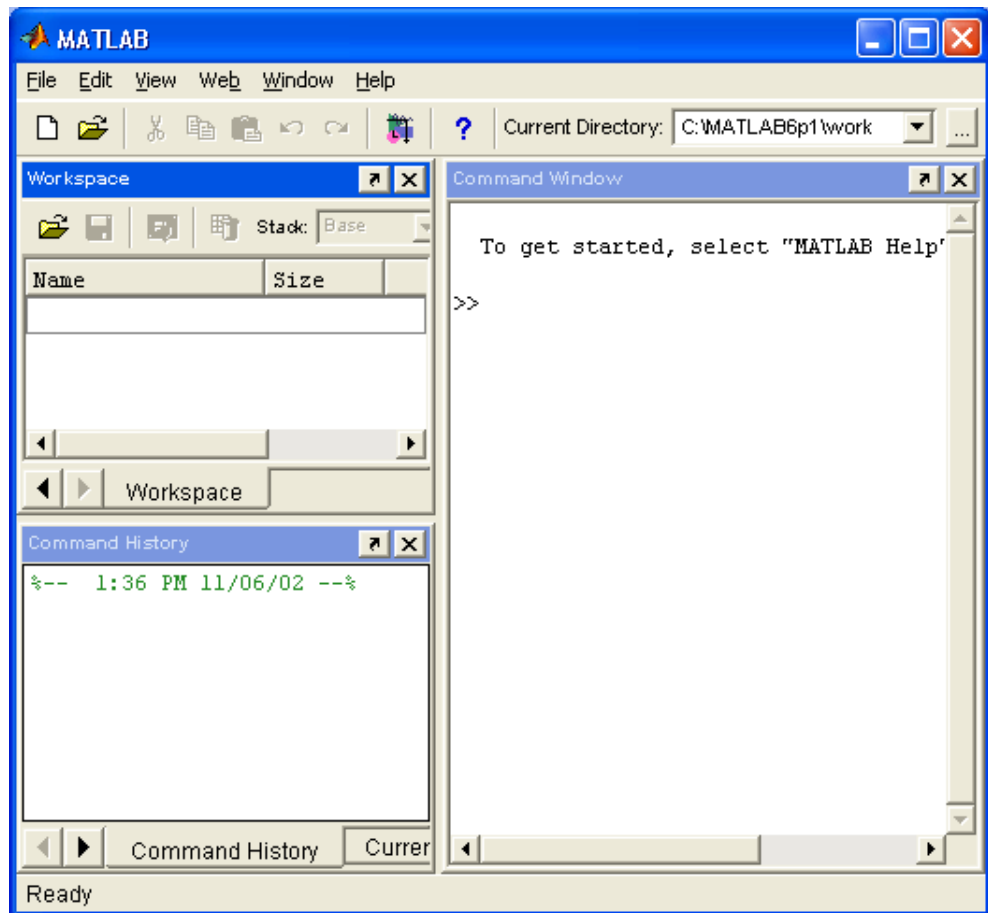 MATLAB
File Edit View Web Window Help
? Current Directory: C:\MATLAB6p1\work ...
Workspace
Stack: Base
Name Size
Workspace
Command History
%-- 1:36 PM 11/06/02 --%
Command History Curren
Command Window
To get started, select "MATLAB Help"
>>
Ready